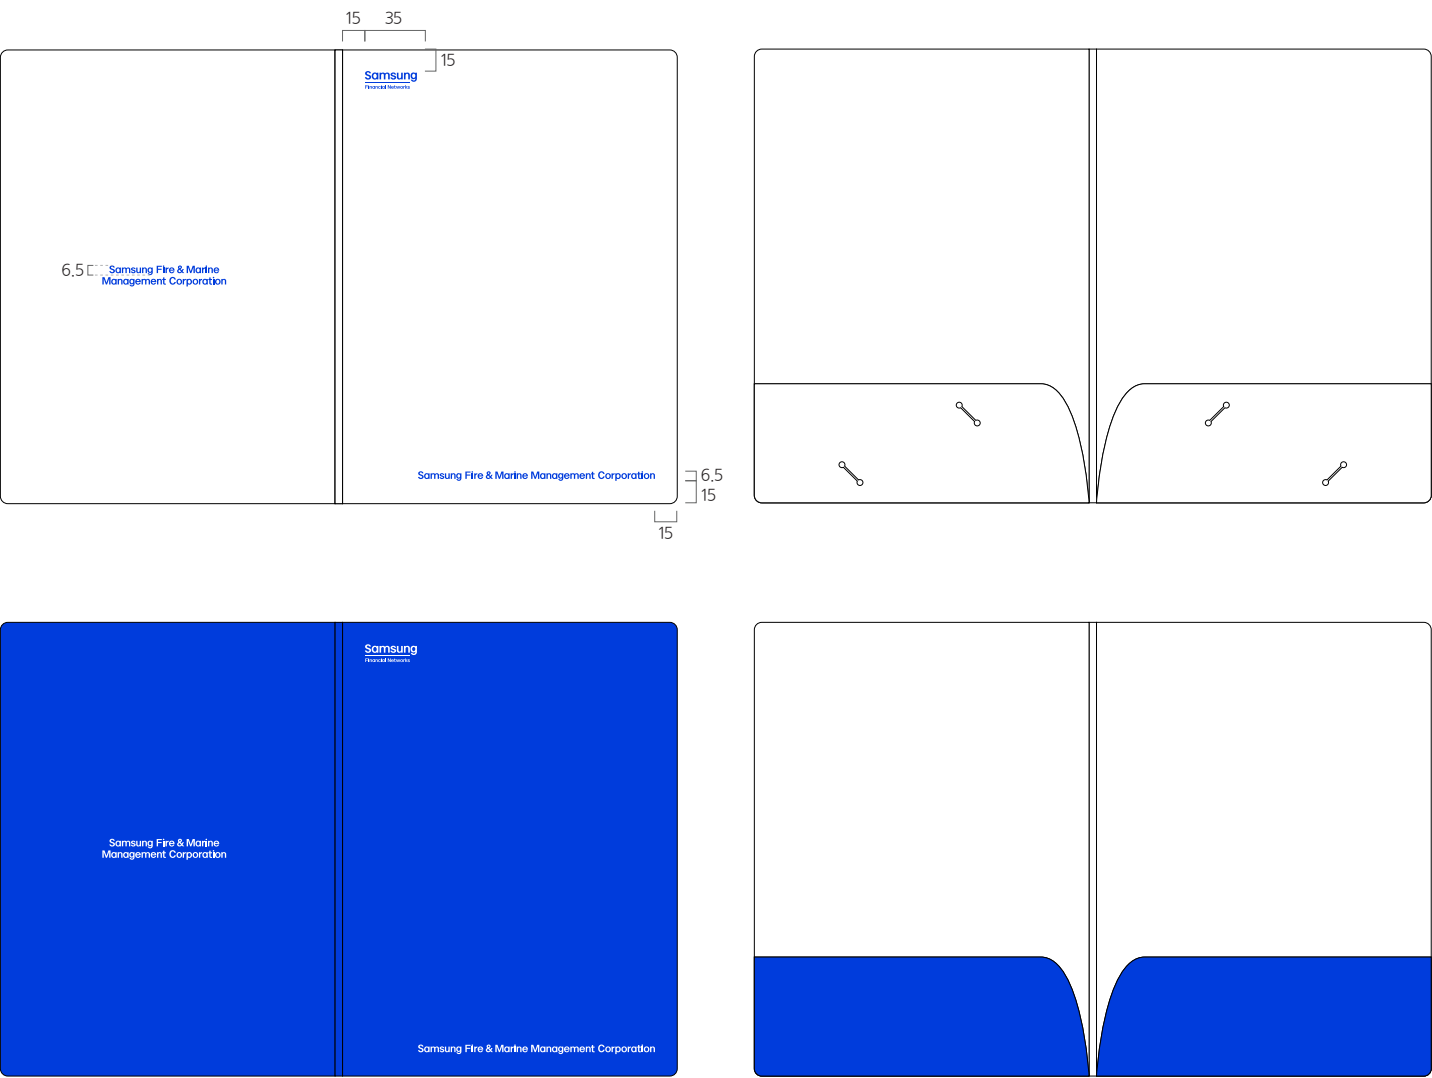 15 35
15
Samsung
Financial Networks
6.5
Samsung Fire & Marine
Management Corporation
Samsung Fire & Marine Management Corporation
6.5
15
15
Samsung
Financial Networks
Samsung Fire & Marine
Management Corporation
Samsung Fire & Marine Management Corporation